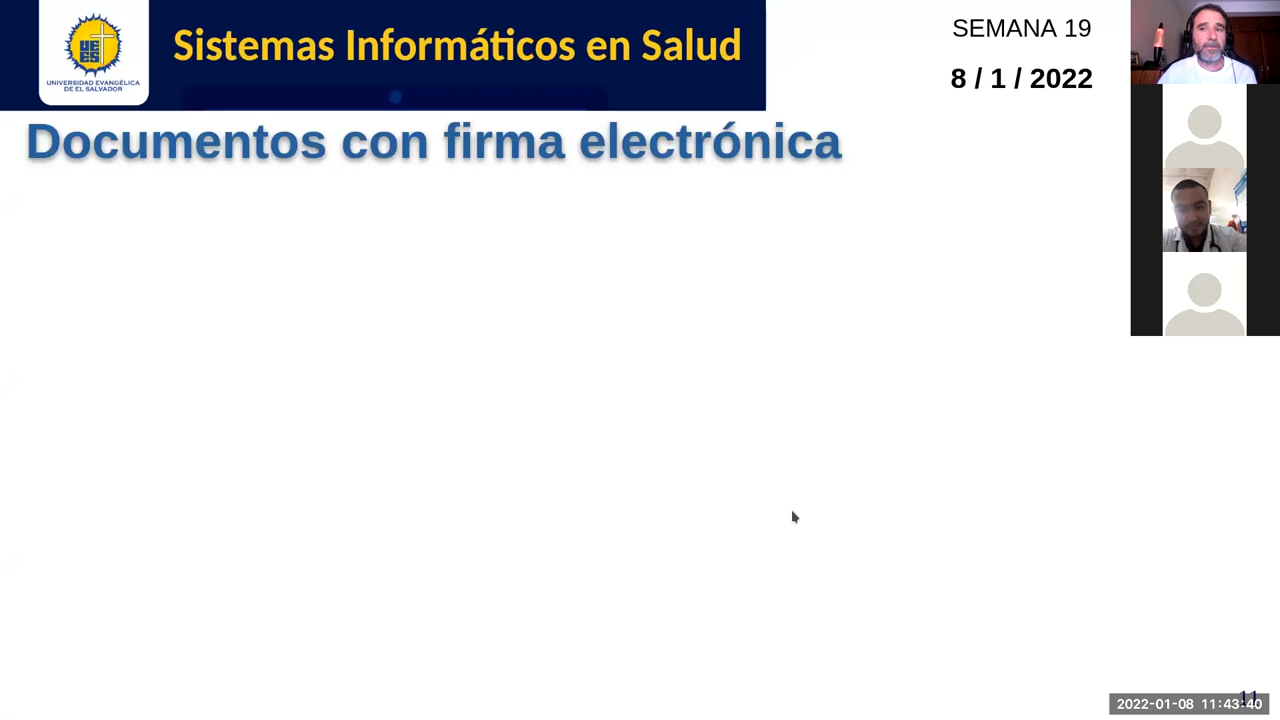 UNIVERSIDAD EVANGÉLICA
DE EL SALVADOR
Sistemas Informáticos en Salud
SEMANA 19
8 / 1 / 2022
Documentos con firma electrónica
11
2022-01-08 11:43:40